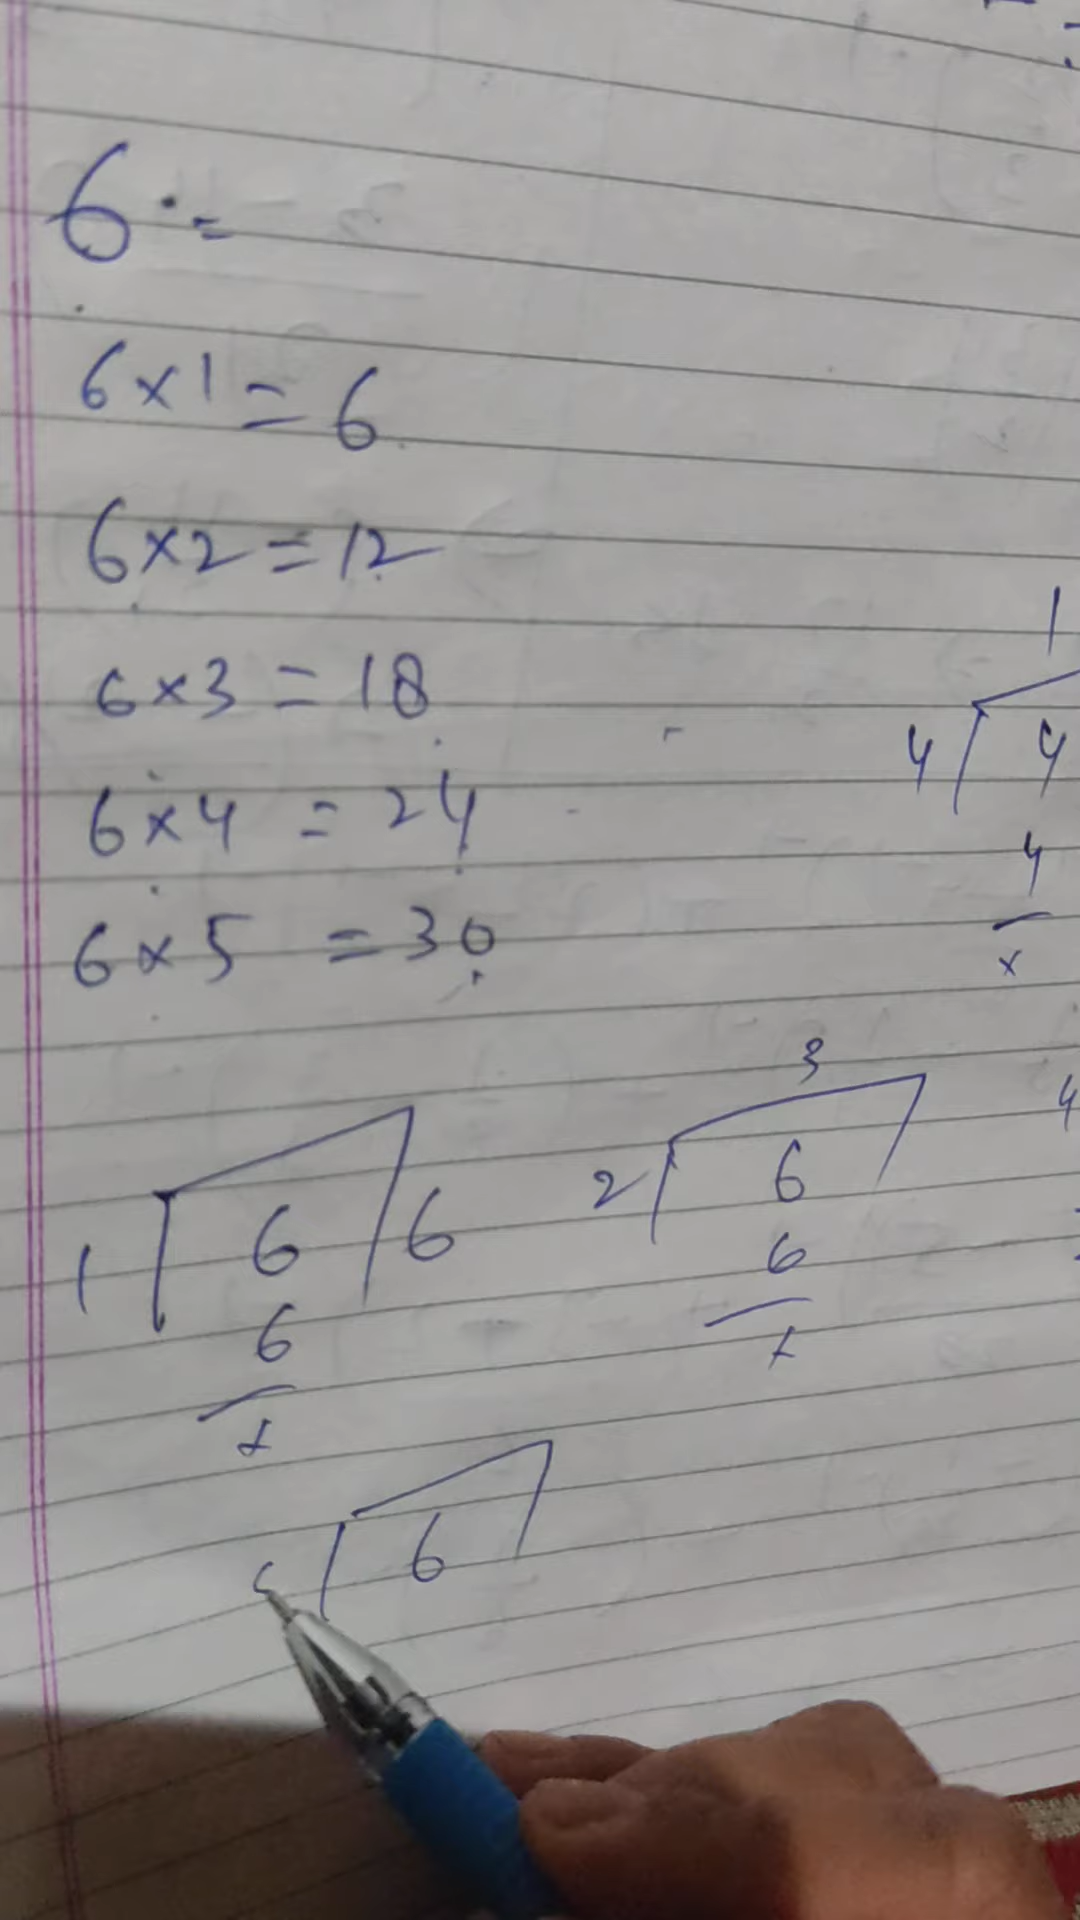 6 =
6 × 1 = 6
6 × 2 = 12
6 × 3 = 18
6 × 4 = 24
6 × 5 = 30
1
4 4
4
×
3
2 6
6
×
1 6 6
6
×
4
6